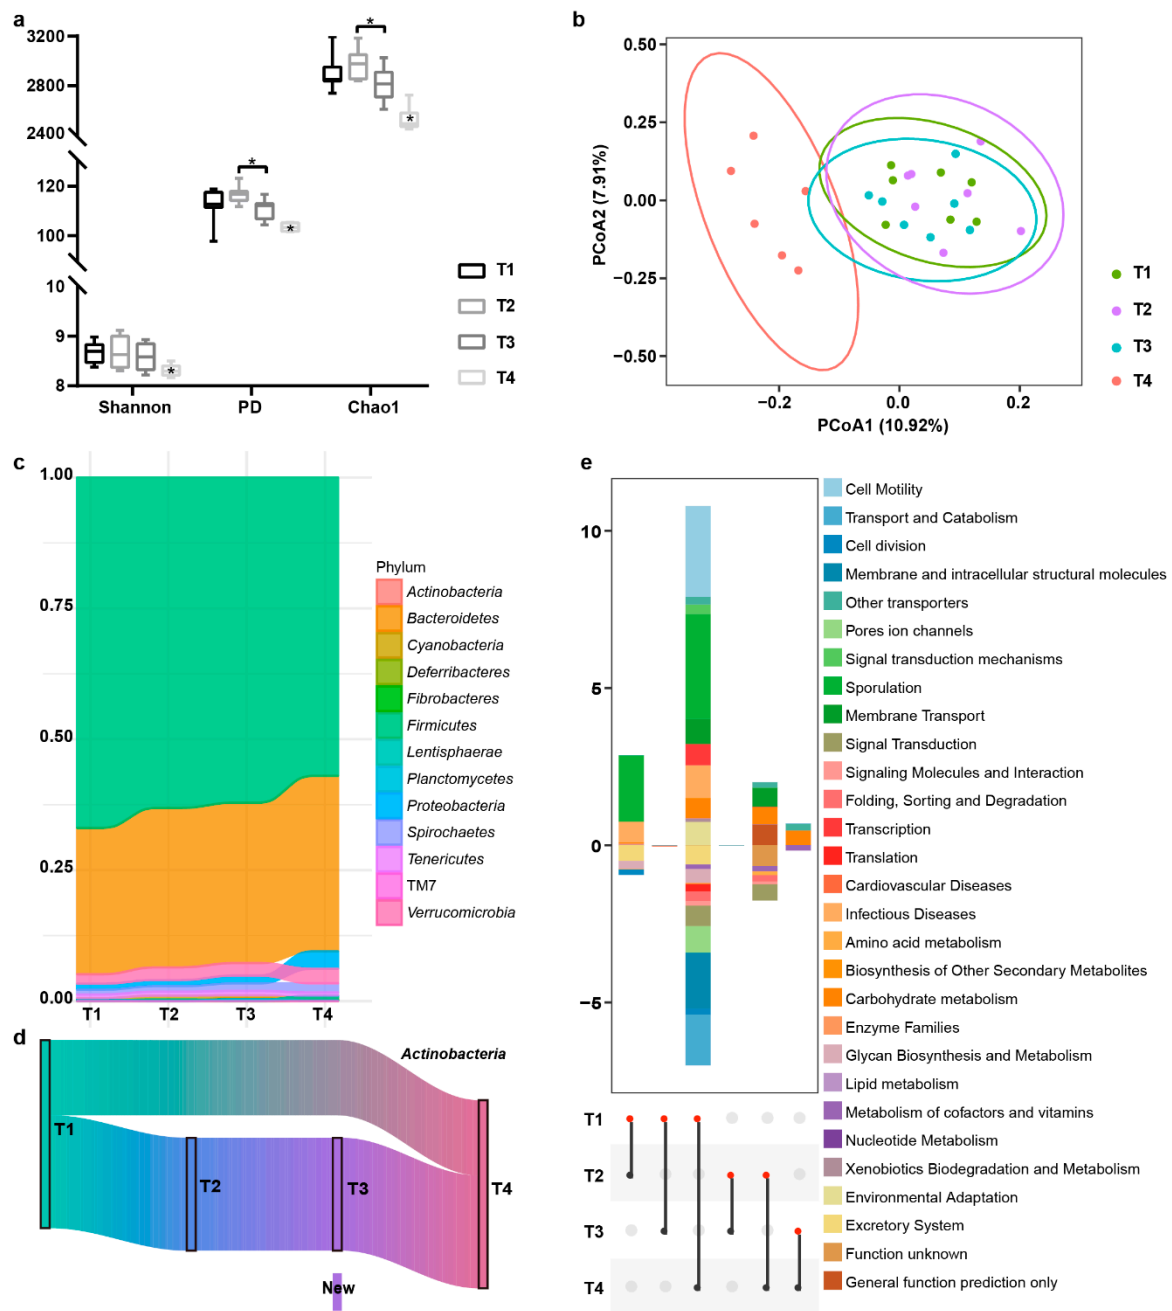 a
3200
2800
2400
120
100
10
9
8
*
*
*
*
*
Shannon
PD
Chao1
T1
T2
T3
T4
b
0.50
0.25
0.00
−0.25
−0.50
PCoA2 (7.91%)
−0.2
0.0
0.2
PCoA1 (10.92%)
T1
T2
T3
T4
c
1.00
0.75
0.50
0.25
0.00
T1
T2
T3
T4
Phylum
Actinobacteria
Bacteroidetes
Cyanobacteria
Deferribacteres
Fibrobacteres
Firmicutes
Lentisphaerae
Planctomycetes
Proteobacteria
Spirochaetes
Tenericutes
TM7
Verrucomicrobia
d
Actinobacteria
T1
T2
T3
T4
New
e
10
5
0
−5
T1
T2
T3
T4
Cell Motility
Transport and Catabolism
Cell division
Membrane and intracellular structural molecules
Other transporters
Pores ion channels
Signal transduction mechanisms
Sporulation
Membrane Transport
Signal Transduction
Signaling Molecules and Interaction
Folding, Sorting and Degradation
Transcription
Translation
Cardiovascular Diseases
Infectious Diseases
Amino acid metabolism
Biosynthesis of Other Secondary Metabolites
Carbohydrate metabolism
Enzyme Families
Glycan Biosynthesis and Metabolism
Lipid metabolism
Metabolism of cofactors and vitamins
Nucleotide Metabolism
Xenobiotics Biodegradation and Metabolism
Environmental Adaptation
Excretory System
Function unknown
General function prediction only